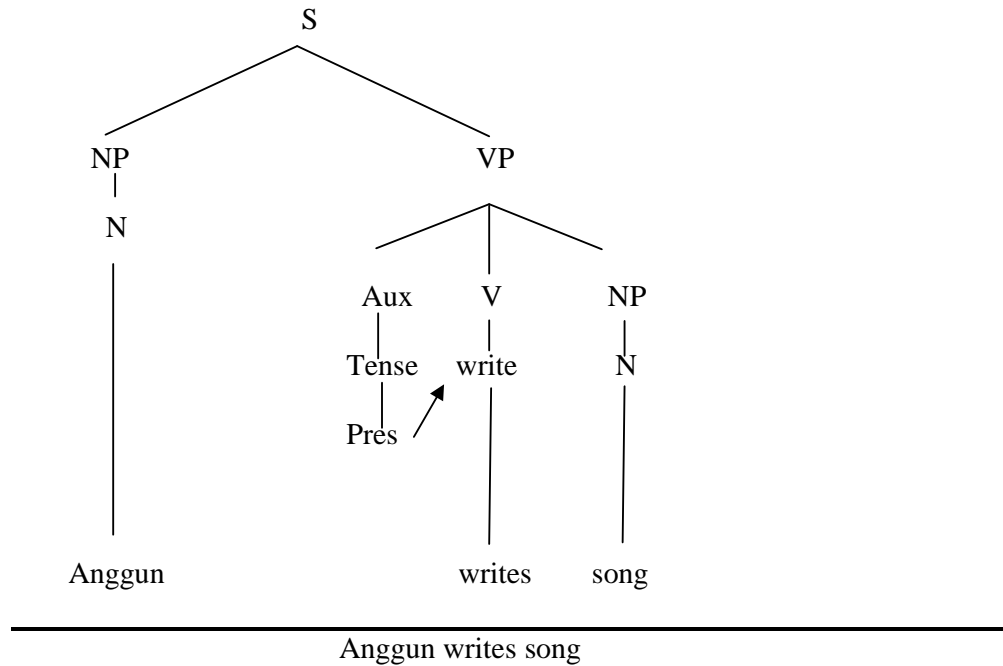 S
NP VP
N
Aux V NP
Tense write N
Pres
Anggun writes song
Anggun writes song